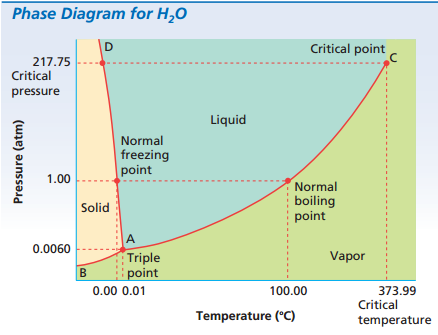 Phase Diagram for H₂O
D
Critical point
C
217.75
Critical
pressure
Liquid
Normal
freezing
point
Pressure (atm)
1.00
Normal
boiling
point
Solid
A
0.0060
Triple
point
Vapor
B
0.00 0.01
100.00
373.99
Critical
temperature
Temperature (°C)